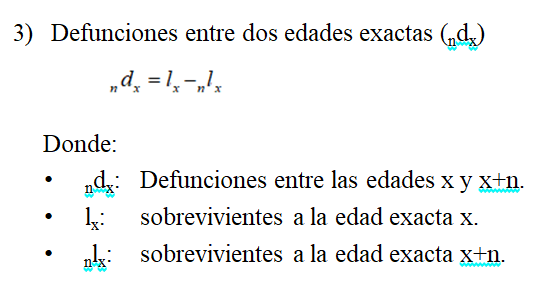 3) Defunciones entre dos edades exactas (ₙdₓ)
ₙdₓ = lₓ −ₙlₓ
Donde:
• ₙdₓ: Defunciones entre las edades x y x+n.
• lₓ: sobrevivientes a la edad exacta x.
• ₙlₓ: sobrevivientes a la edad exacta x+n.